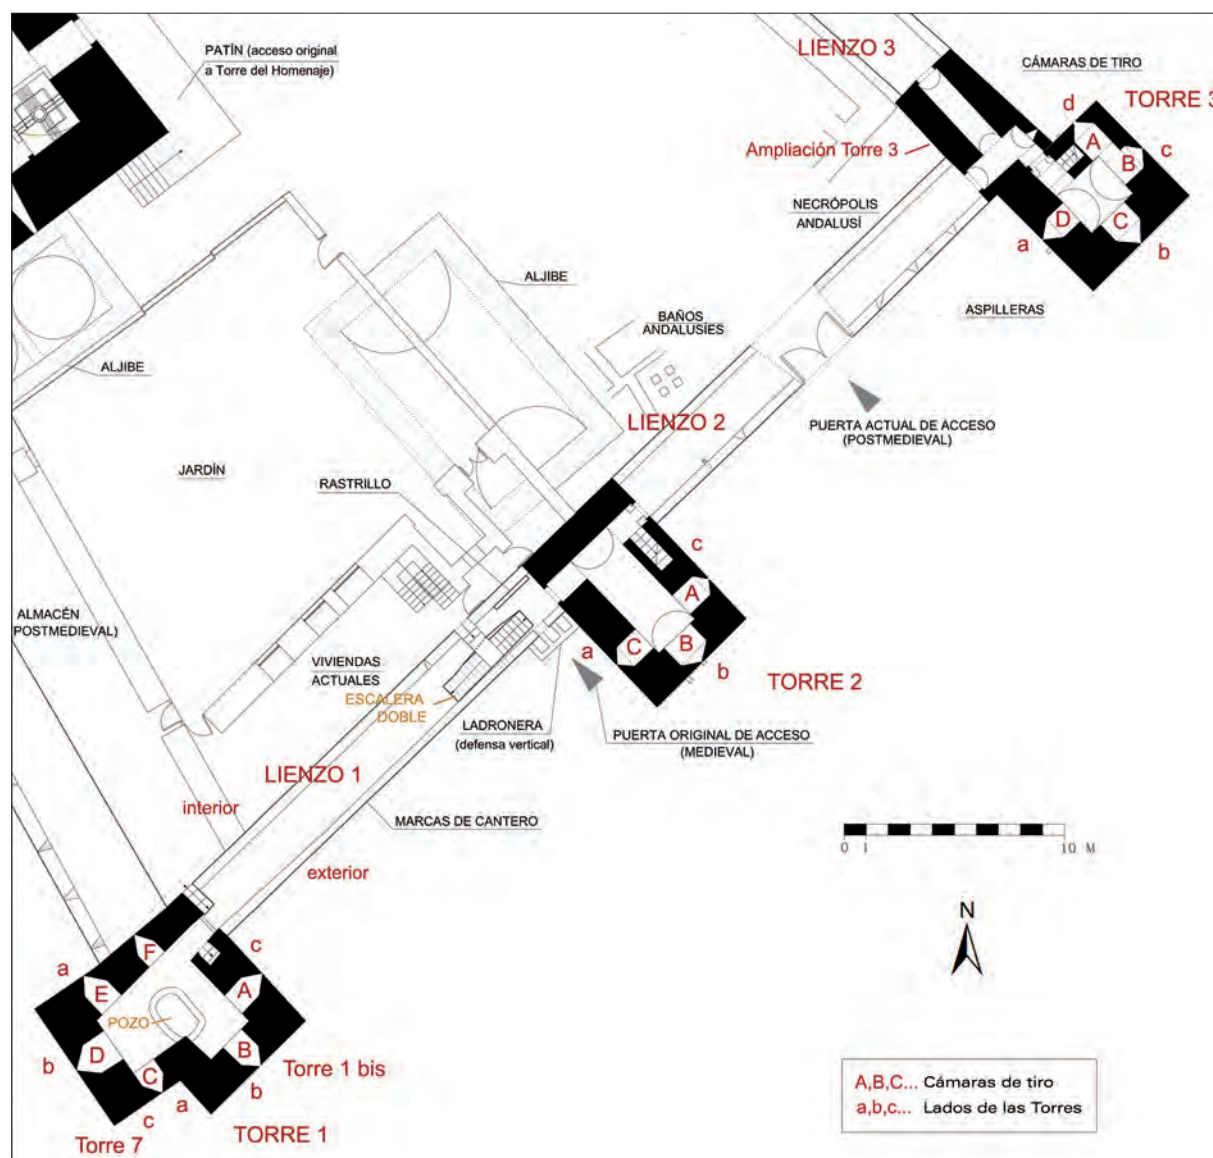 PATÍN (acceso original
a Torre del Homenaje)
LIENZO 3
CÁMARAS DE TIRO
TORRE 3
d
A
B
c
Ampliación Torre 3
NECRÓPOLIS
ANDALUSÍ
D
C
a
b
ALJIBE
ASPILLERAS
BAÑOS
ANDALUSÍES
ALJIBE
LIENZO 2
PUERTA ACTUAL DE ACCESO
(POSTMEDIEVAL)
JARDÍN
RASTRILLO
c
A
ALMACÉN
POSTMEDIEVAL)
a
C
B
b
VIVIENDAS
ACTUALES
TORRE 2
ESCALERA
DOBLE
LADRONERA
(defensa vertical)
PUERTA ORIGINAL DE ACCESO
(MEDIEVAL)
LIENZO 1
interior
MARCAS DE CANTERO
0 1 10 M
exterior
N
c
F
a
E
A
POZO
D
B
b
C
Torre 1 bis
a
b
c
Torre 7
TORRE 1
A,B,C... Cámaras de tiro
a,b,c... Lados de las Torres